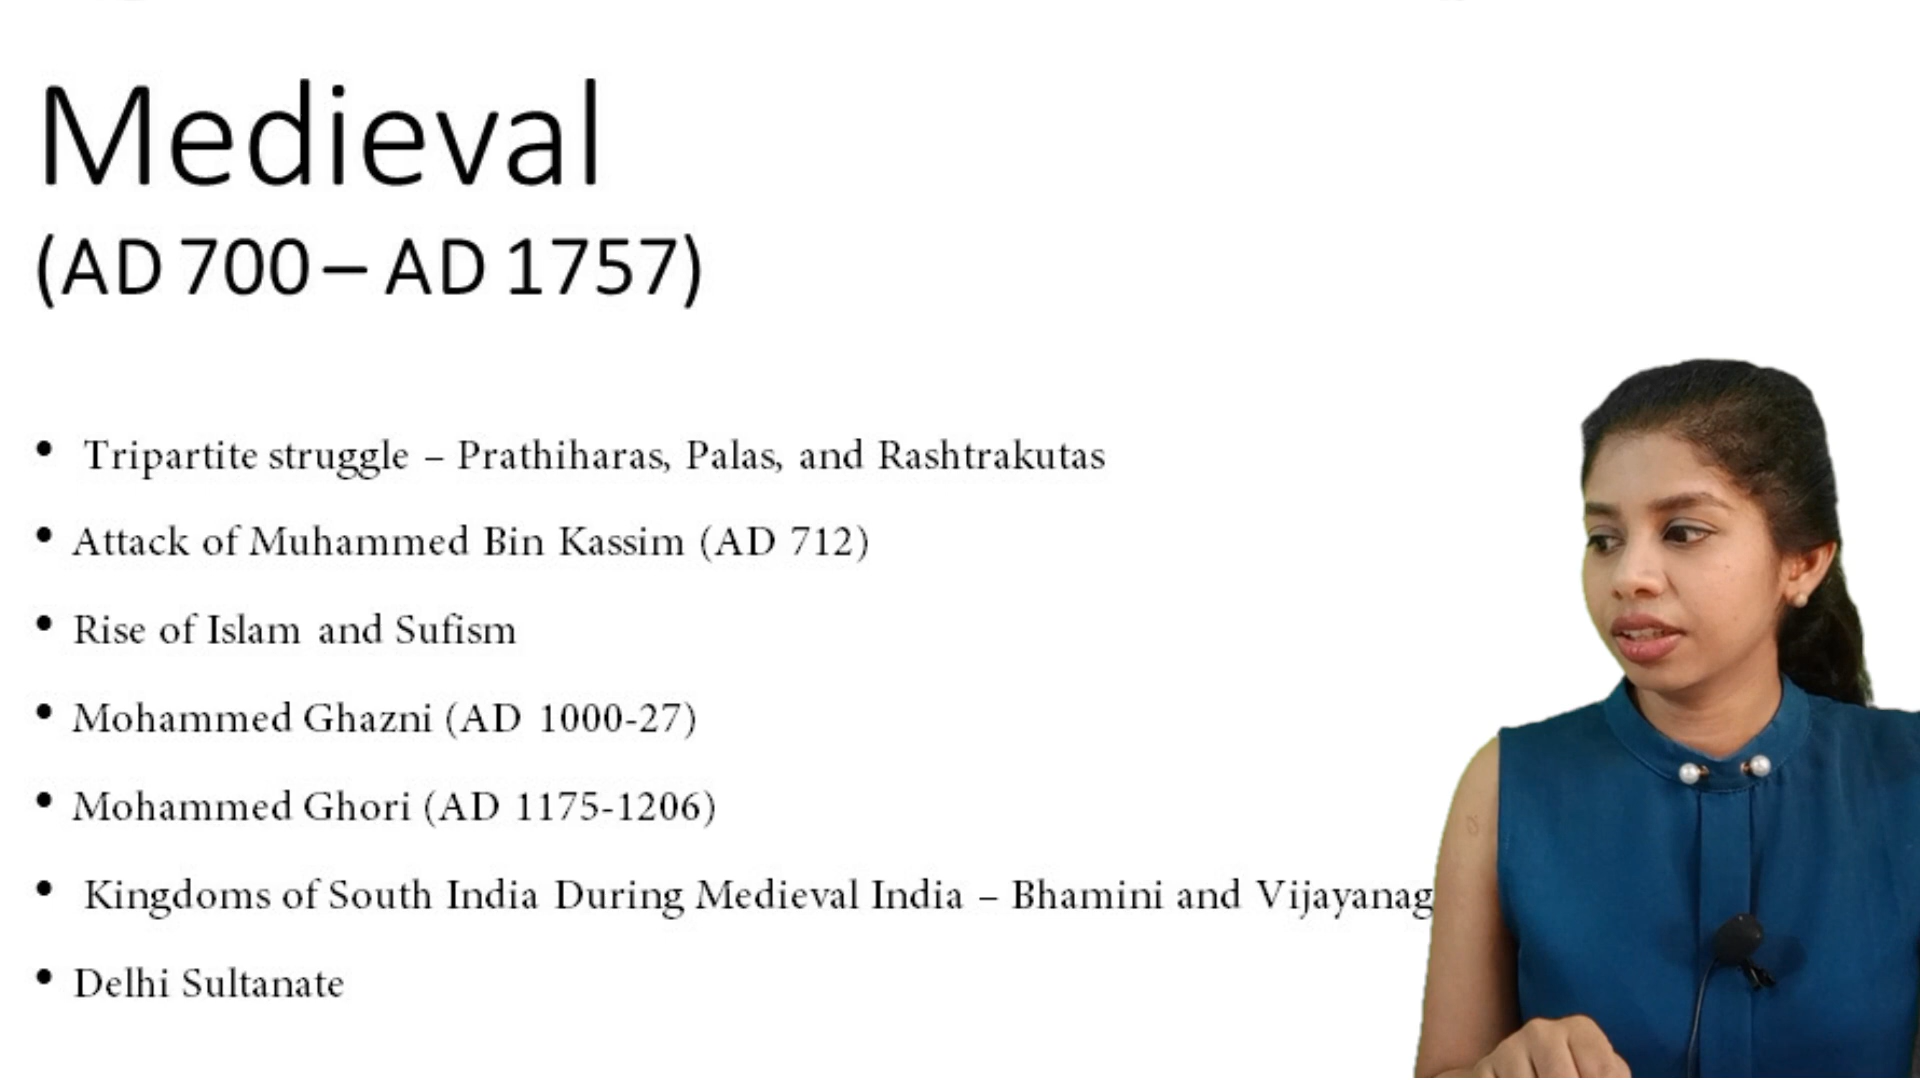 Medieval
(AD 700 – AD 1757)
• Tripartite struggle – Prathiharas, Palas, and Rashtrakutas
• Attack of Muhammed Bin Kassim (AD 712)
• Rise of Islam and Sufism
• Mohammed Ghazni (AD 1000-27)
• Mohammed Ghori (AD 1175-1206)
• Kingdoms of South India During Medieval India – Bhamini and Vijayanag
• Delhi Sultanate